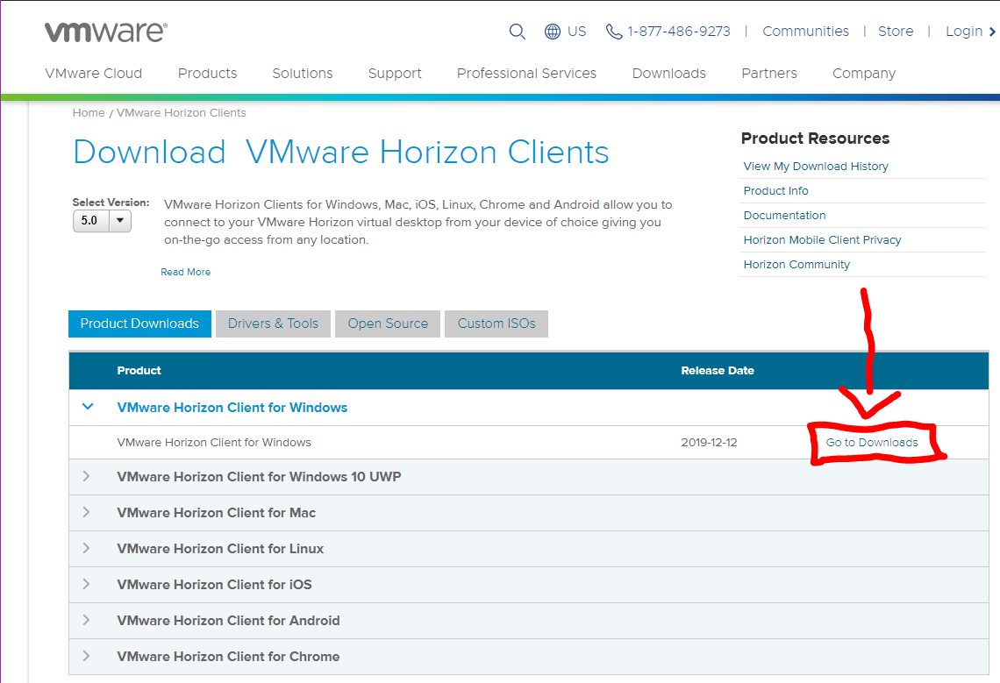 vmware®
US 1-877-486-9273 | Communities | Store | Login
VMware Cloud Products Solutions Support Professional Services Downloads Partners Company
Home / VMware Horizon Clients
Download VMware Horizon Clients
Select Version:
5.0
VMware Horizon Clients for Windows, Mac, iOS, Linux, Chrome and Android allow you to
connect to your VMware Horizon virtual desktop from your device of choice giving you
on-the-go access from any location.
Read More
Product Resources
View My Download History
Product Info
Documentation
Horizon Mobile Client Privacy
Horizon Community
Product Downloads Drivers & Tools Open Source Custom ISOs
Product Release Date
VMware Horizon Client for Windows
VMware Horizon Client for Windows 2019-12-12 Go to Downloads
VMware Horizon Client for Windows 10 UWP
VMware Horizon Client for Mac
VMware Horizon Client for Linux
VMware Horizon Client for iOS
VMware Horizon Client for Android
VMware Horizon Client for Chrome